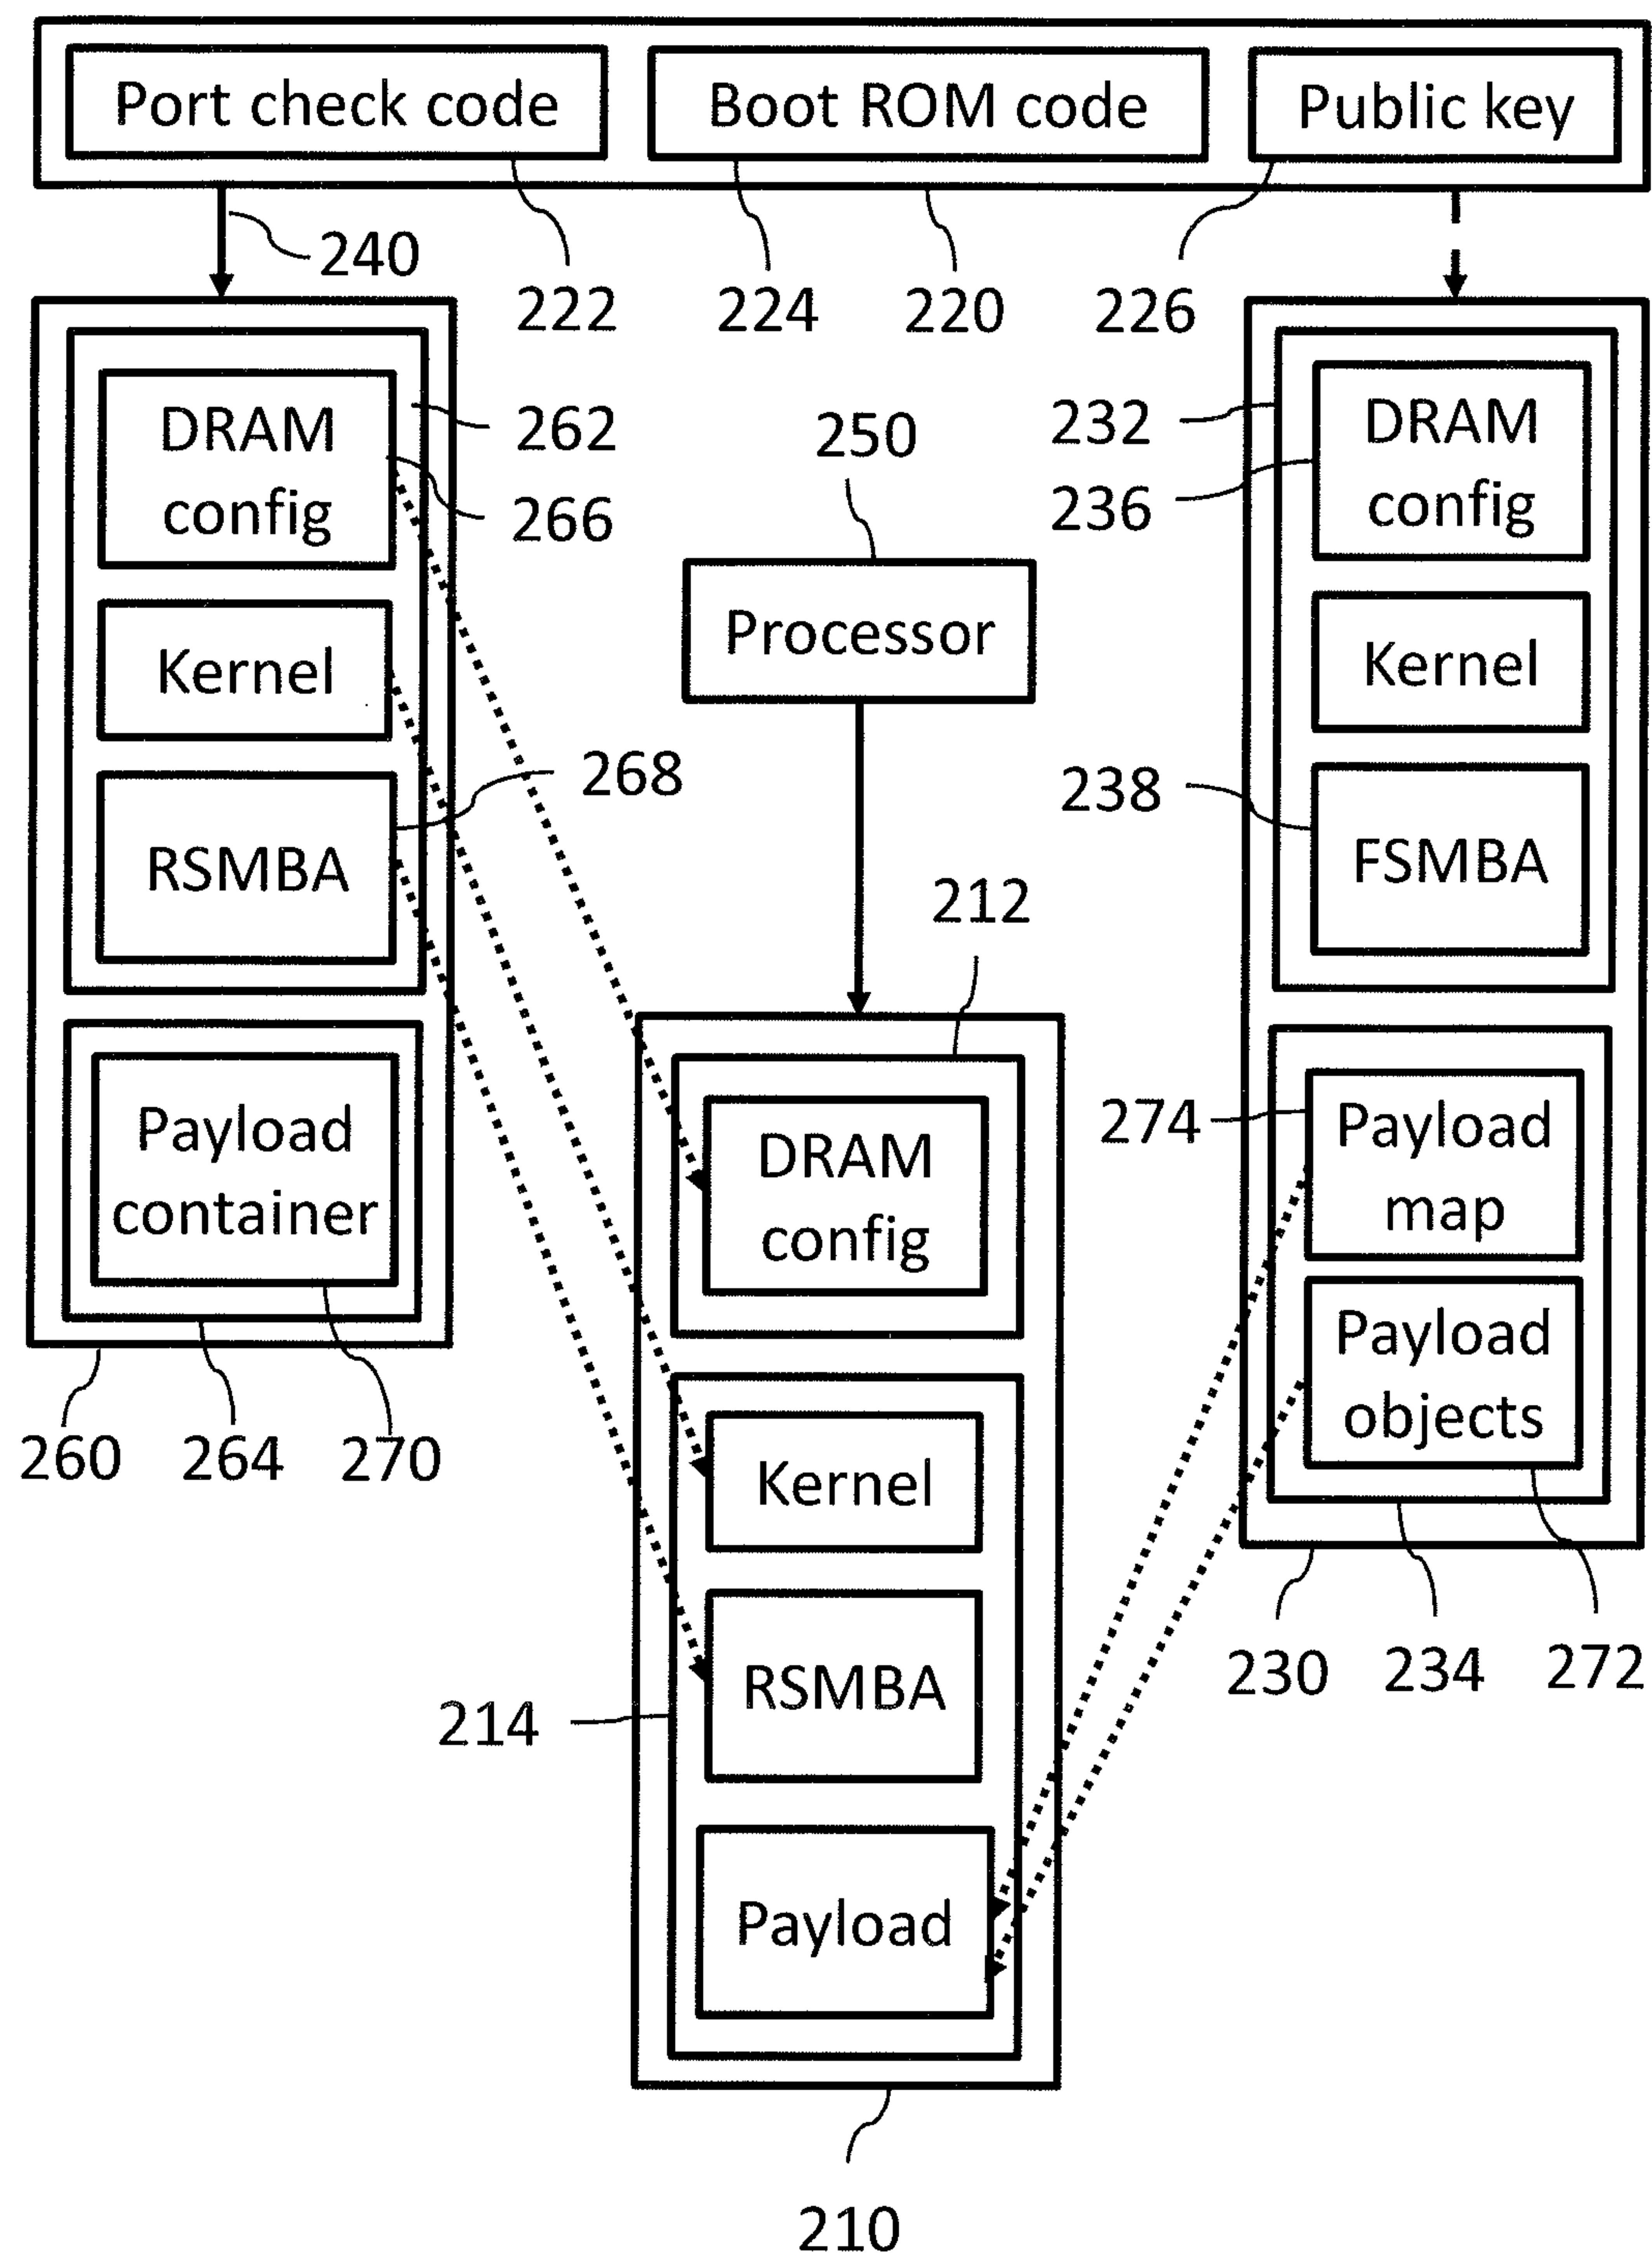 Port check code
Boot ROM code
Public key
240
222
224
220
226
DRAM
config
262
266
Kernel
268
RSMBA
Payload
container
260
264
270
250
Processor
232
236
DRAM
config
Kernel
238
FSMBA
212
274
Payload
map
Payload
objects
230
234
272
DRAM
config
Kernel
RSMBA
214
Payload
210